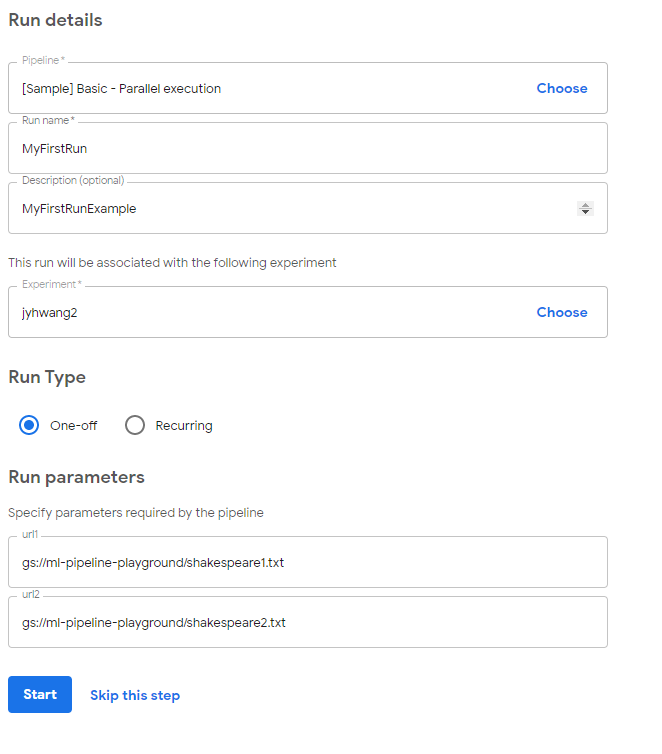 Run details
Pipeline *
[Sample] Basic - Parallel execution
Choose
Run name *
MyFirstRun
Description (optional)
MyFirstRunExample
This run will be associated with the following experiment
Experiment *
jyhwang2
Choose
Run Type
One-off
Recurring
Run parameters
Specify parameters required by the pipeline
url1
gs://ml-pipeline-playground/shakespeare1.txt
url2
gs://ml-pipeline-playground/shakespeare2.txt
Start
Skip this step